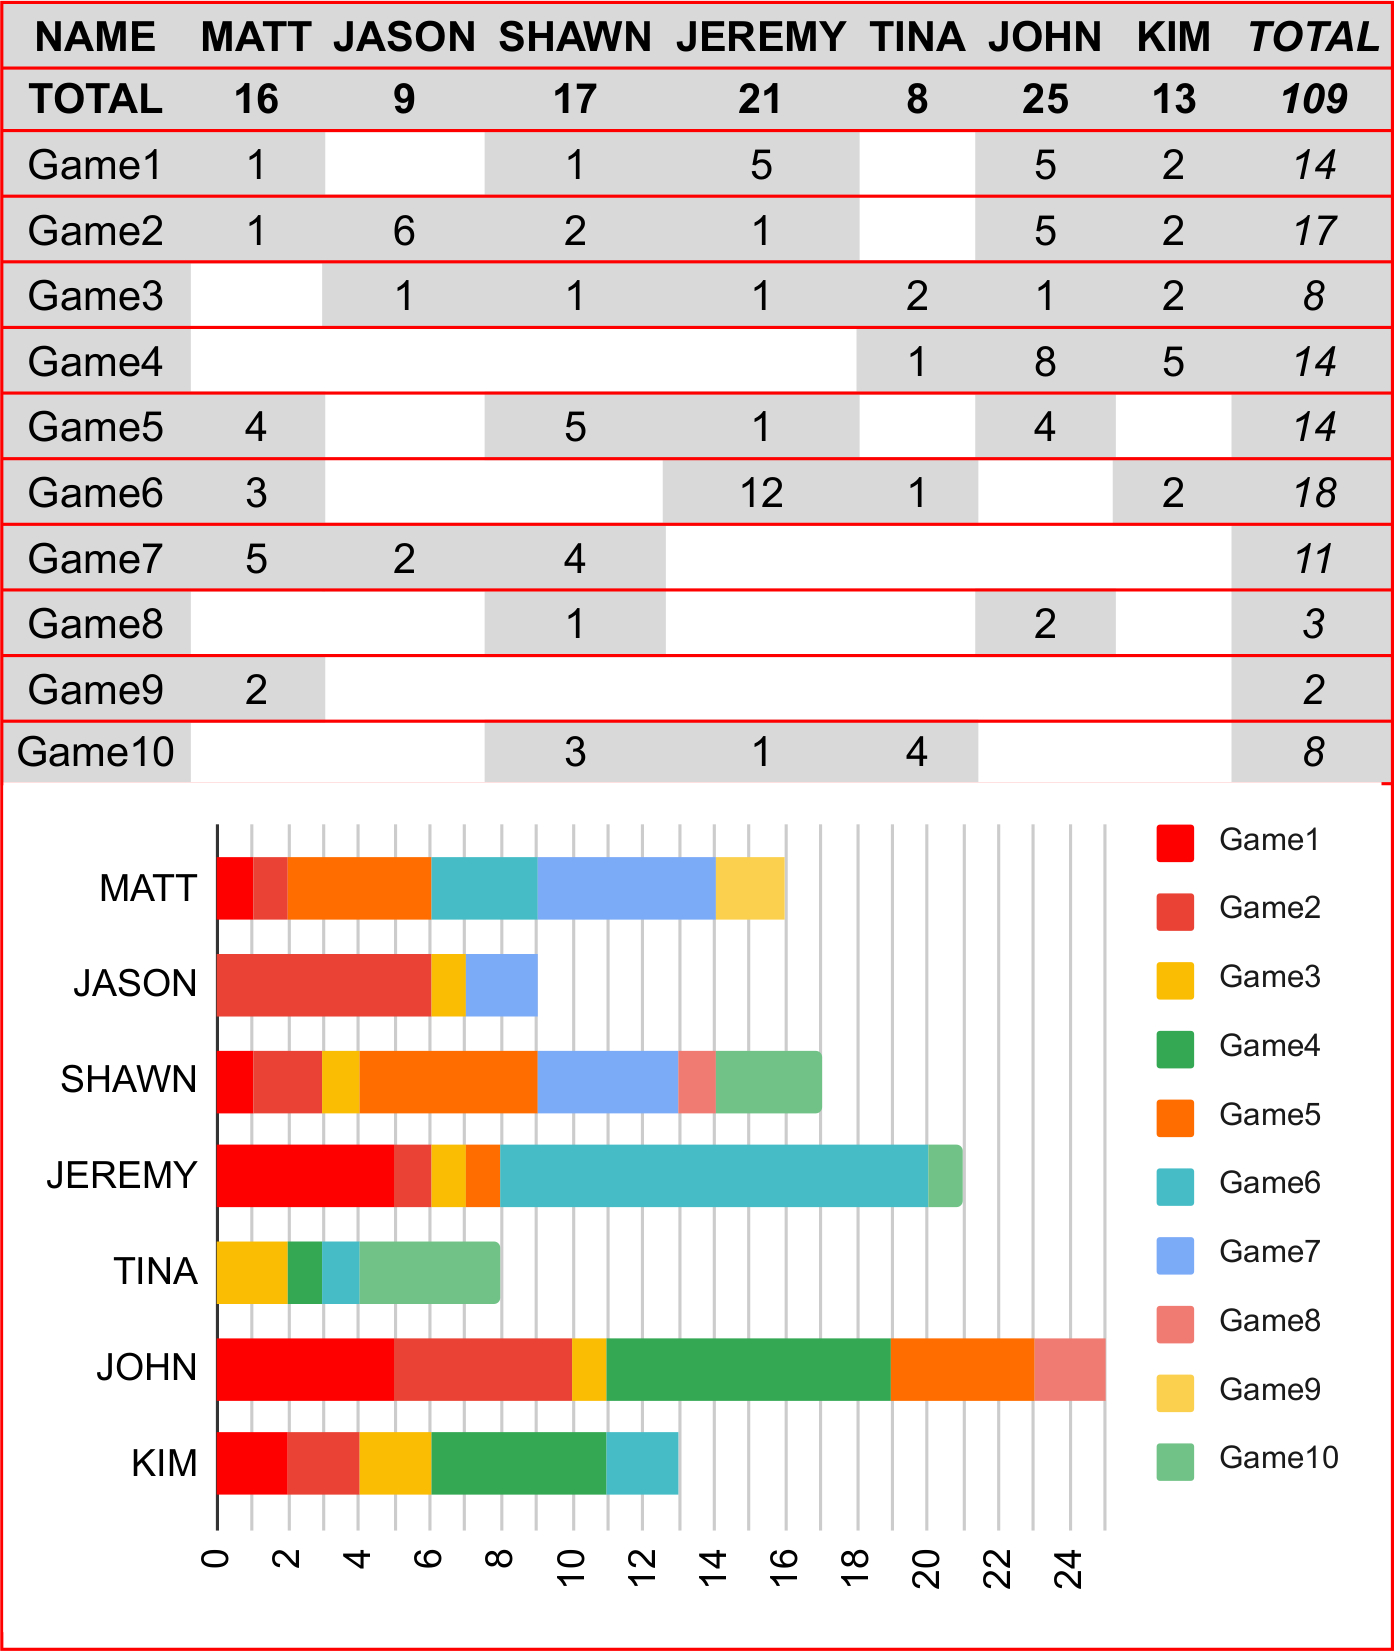 NAME MATT JASON SHAWN JEREMY TINA JOHN KIM TOTAL
TOTAL 16 9 17 21 8 25 13 109
Game1 1 1 5 5 2 14
Game2 1 6 2 1 5 2 17
Game3 1 1 1 2 1 2 8
Game4 1 8 5 14
Game5 4 5 1 4 14
Game6 3 12 1 2 18
Game7 5 2 4 11
Game8 1 2 3
Game9 2 2
Game10 3 1 4 8
MATT
JASON
SHAWN
JEREMY
TINA
JOHN
KIM
0 2 4 6 8 10 12 14 16 18 20 22 24
Game1
Game2
Game3
Game4
Game5
Game6
Game7
Game8
Game9
Game10